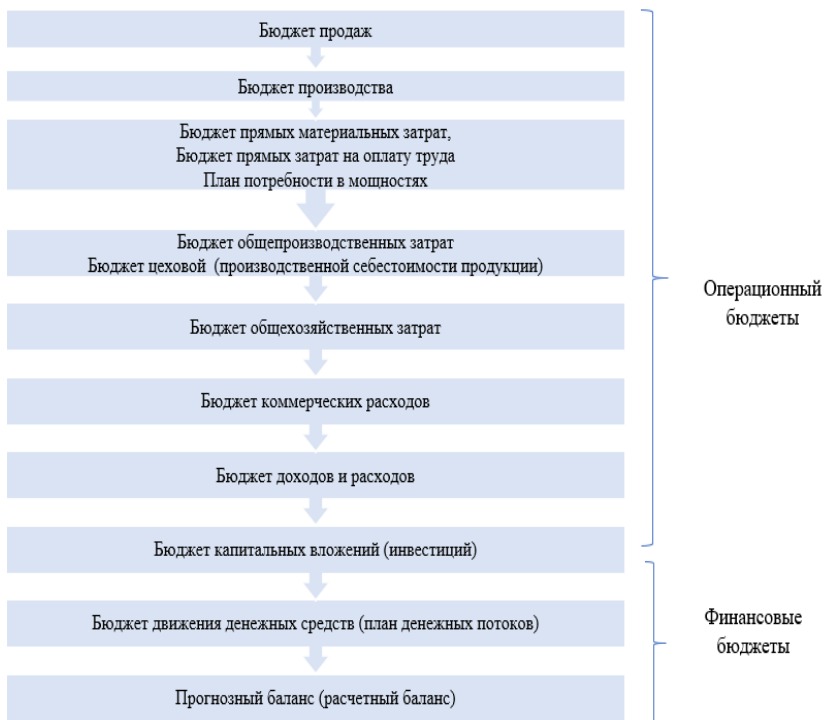 Бюджет продаж
Бюджет производства
Бюджет прямых материальных затрат,
Бюджет прямых затрат на оплату труда
План потребности в мощностях
Бюджет общепроизводственных затрат
Бюджет цеховой (производственной себестоимости продукции)
Бюджет общехозяйственных затрат
Бюджет коммерческих расходов
Бюджет доходов и расходов
Бюджет капитальных вложений (инвестиций)
Бюджет движения денежных средств (план денежных потоков)
Прогнозный баланс (расчетный баланс)
Операционный
бюджеты
Финансовые
бюджеты